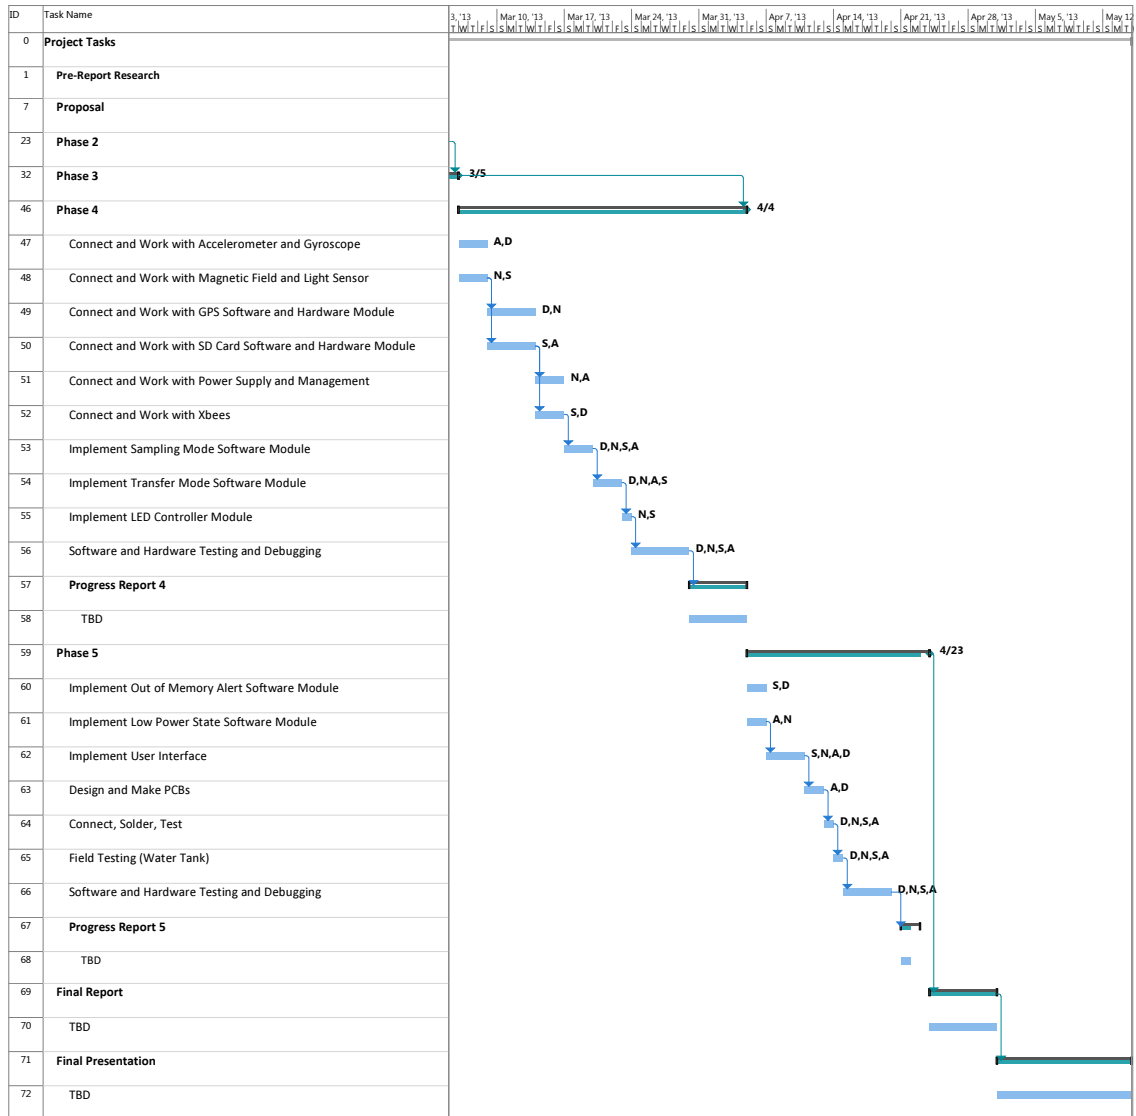 ID Task Name 3, '13 Mar 10, '13 Mar 17, '13 Mar 24, '13 Mar 31, '13 Apr 7, '13 Apr 14, '13 Apr 21, '13 Apr 28, '13 May 5, '13 May 12
T W T F S S M T W T F S S M T W T F S S M T W T F S S M T W T F S S M T W T F S S M T W T F S S M T W T F S S M T W T F S S M T W T F S S M T
0 Project Tasks
1 Pre-Report Research
7 Proposal
23 Phase 2
32 Phase 3 3/5
46 Phase 4 4/4
47 Connect and Work with Accelerometer and Gyroscope A,D
48 Connect and Work with Magnetic Field and Light Sensor N,S
49 Connect and Work with GPS Software and Hardware Module D,N
50 Connect and Work with SD Card Software and Hardware Module S,A
51 Connect and Work with Power Supply and Management N,A
52 Connect and Work with Xbees S,D
53 Implement Sampling Mode Software Module D,N,S,A
54 Implement Transfer Mode Software Module D,N,A,S
55 Implement LED Controller Module N,S
56 Software and Hardware Testing and Debugging D,N,S,A
57 Progress Report 4
58 TBD
59 Phase 5 4/23
60 Implement Out of Memory Alert Software Module S,D
61 Implement Low Power State Software Module A,N
62 Implement User Interface S,N,A,D
63 Design and Make PCBs A,D
64 Connect, Solder, Test D,N,S,A
65 Field Testing (Water Tank) D,N,S,A
66 Software and Hardware Testing and Debugging D,N,S,A
67 Progress Report 5
68 TBD
69 Final Report
70 TBD
71 Final Presentation
72 TBD